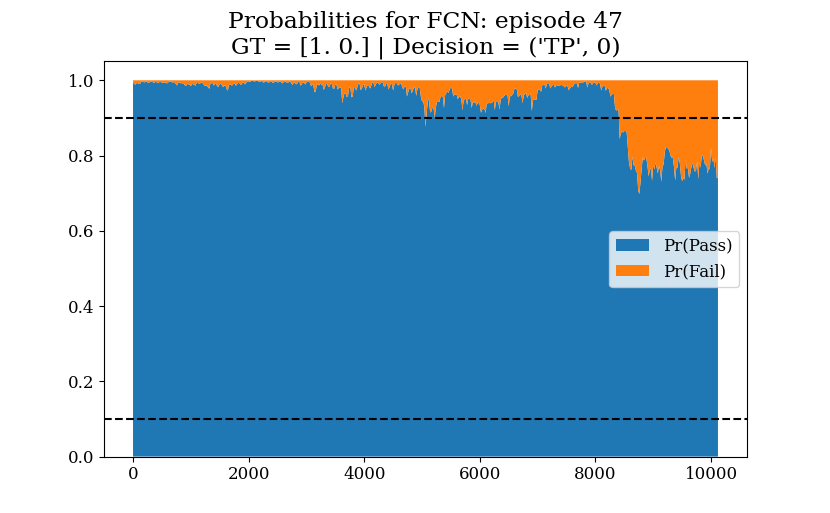 Probabilities for FCN: episode 47
GT = [1. 0.] | Decision = ('TP', 0)
1.0
0.8
0.6
0.4
0.2
0.0
Pr(Pass)
Pr(Fail)
0 2000 4000 6000 8000 10000